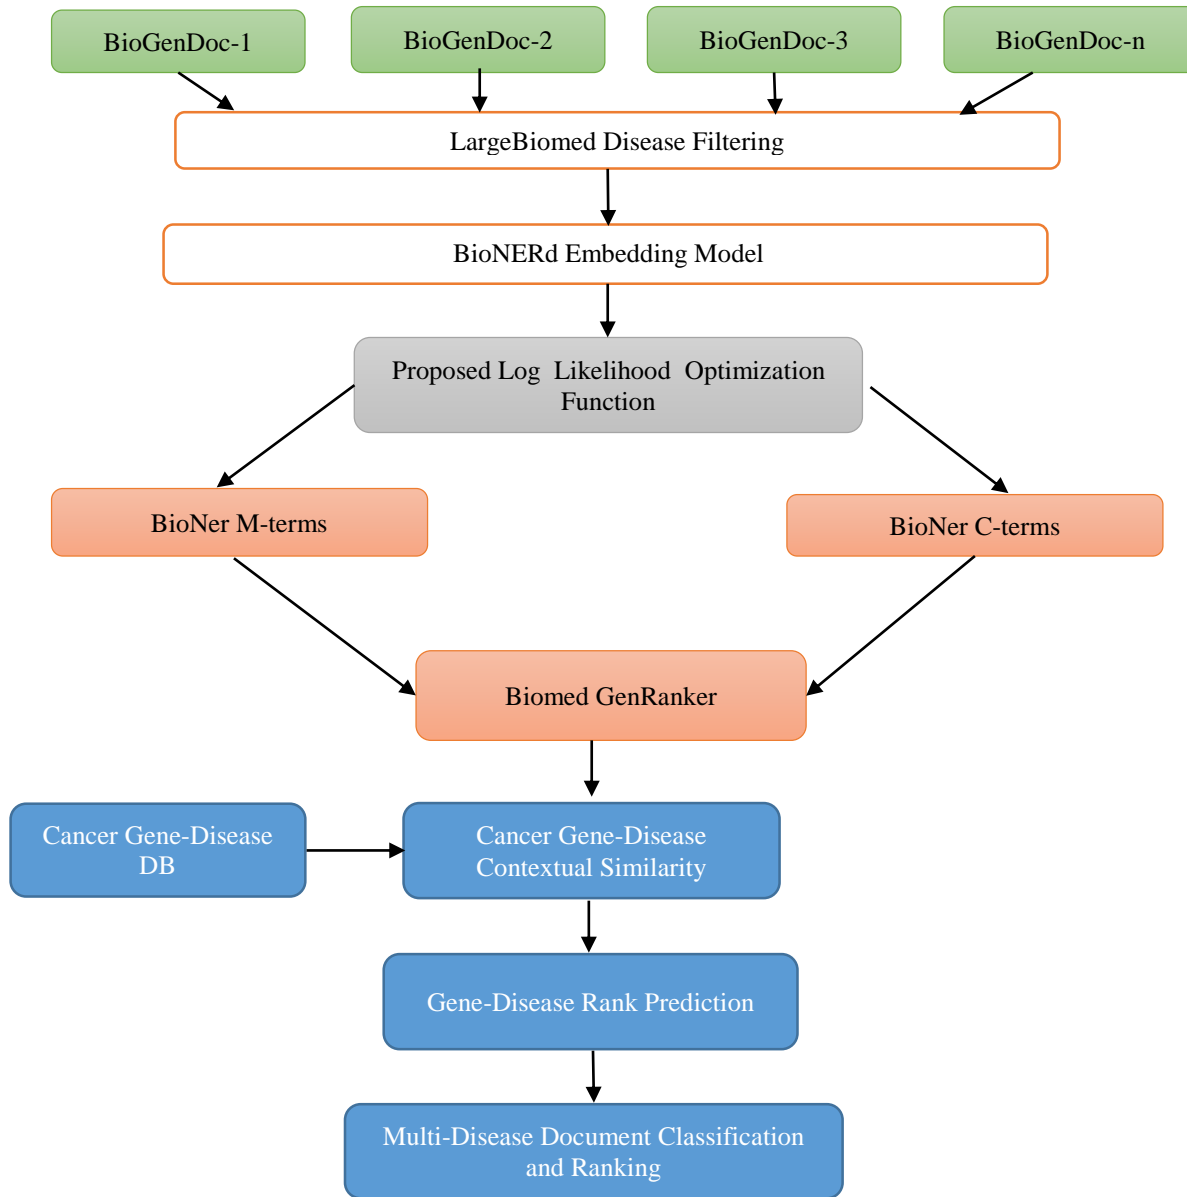 BioGenDoc-1
BioGenDoc-2
BioGenDoc-3
BioGenDoc-n
LargeBiomed Disease Filtering
BioNERd Embedding Model
Proposed Log Likelihood Optimization
Function
BioNer M-terms
BioNer C-terms
Biomed GenRanker
Cancer Gene-Disease
DB
Cancer Gene-Disease
Contextual Similarity
Gene-Disease Rank Prediction
Multi-Disease Document Classification
and Ranking